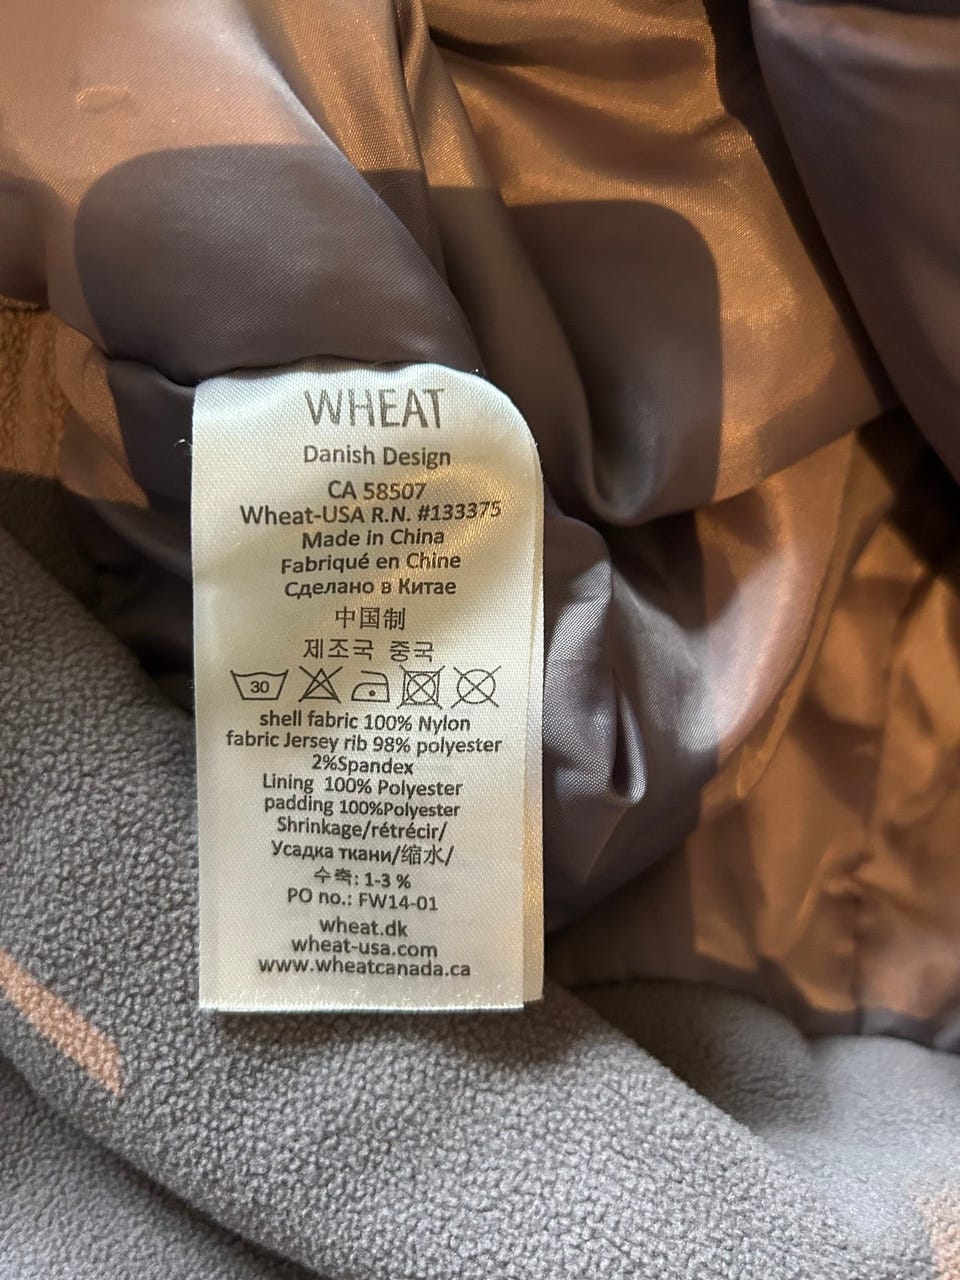 WHEAT
Danish Design
CA 58507
Wheat-USA R.N. #133375
Made in China
Fabriqué en Chine
Сделано в Китае
中国制
제조국 중국
30
shell fabric 100% Nylon
fabric Jersey rib 98% polyester
2%Spandex
Lining 100% Polyester
padding 100%Polyester
Shrinkage/rétrécir/
Усадка ткани/缩水/
수축: 1-3 %
PO no.: FW14-01
wheat.dk
wheat-usa.com
www.wheatcanada.ca